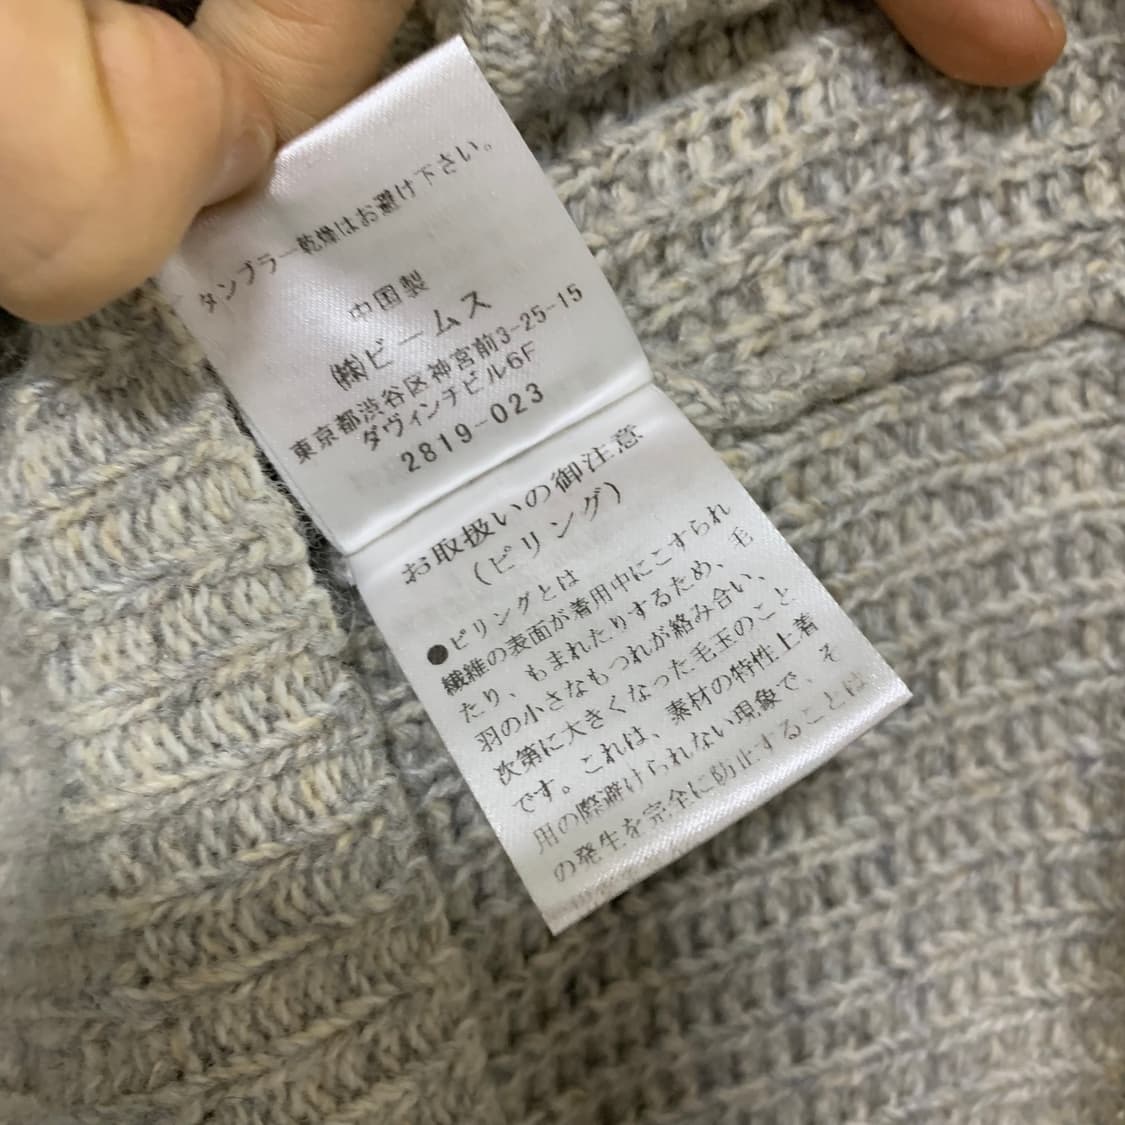 タンブラー乾燥はお避け下さい。
中国製
㈱ビームス
東京都渋谷区神宮前3-25-15
ダヴィンチビル6F
2819-023
お取扱いの御注意
(ピリング)
●ピリングとは
繊維の表面が着用中にこすられ
たり、もまれたりするため、毛
羽の小さなもつれが絡み合い、
次第に大きくなった毛玉のこと
です。これは、素材の特性上着
用の際避けられない現象で、そ
の発生を完全に防止することは